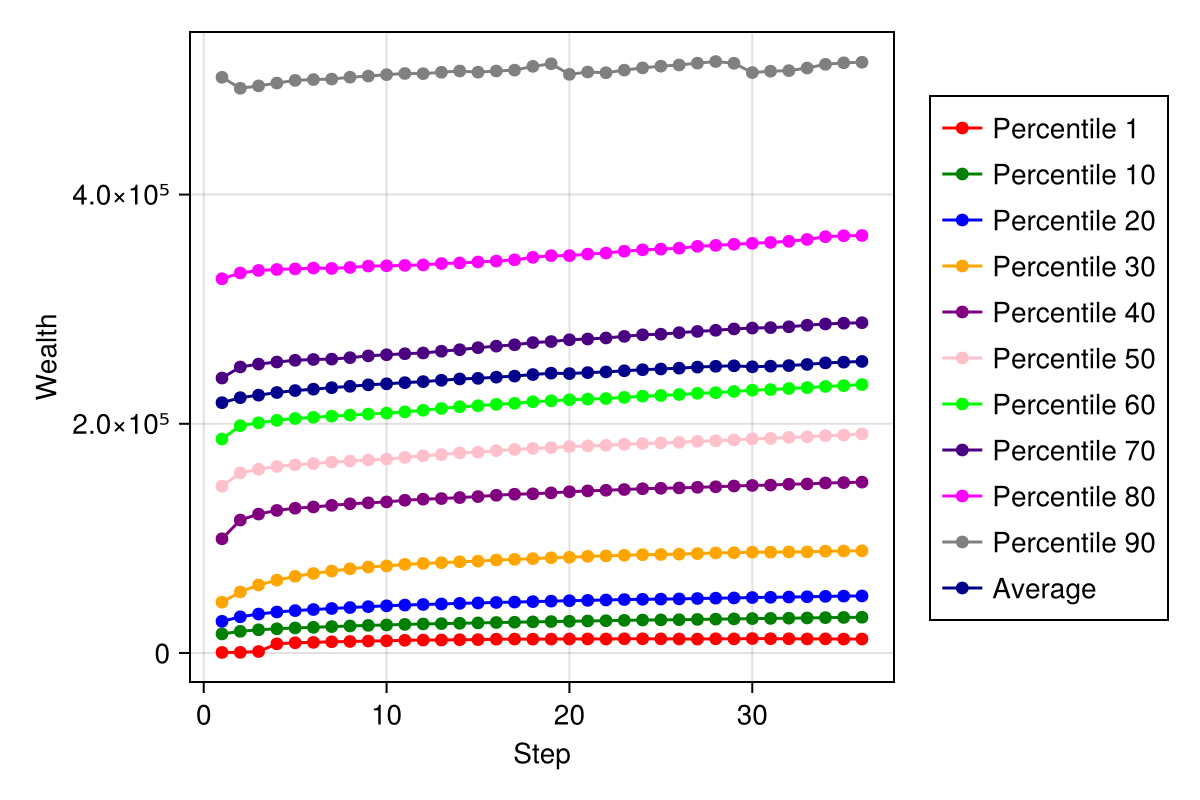 4.0×10⁵
2.0×10⁵
0
Wealth
0 10 20 30
Step
Percentile 1
Percentile 10
Percentile 20
Percentile 30
Percentile 40
Percentile 50
Percentile 60
Percentile 70
Percentile 80
Percentile 90
Average